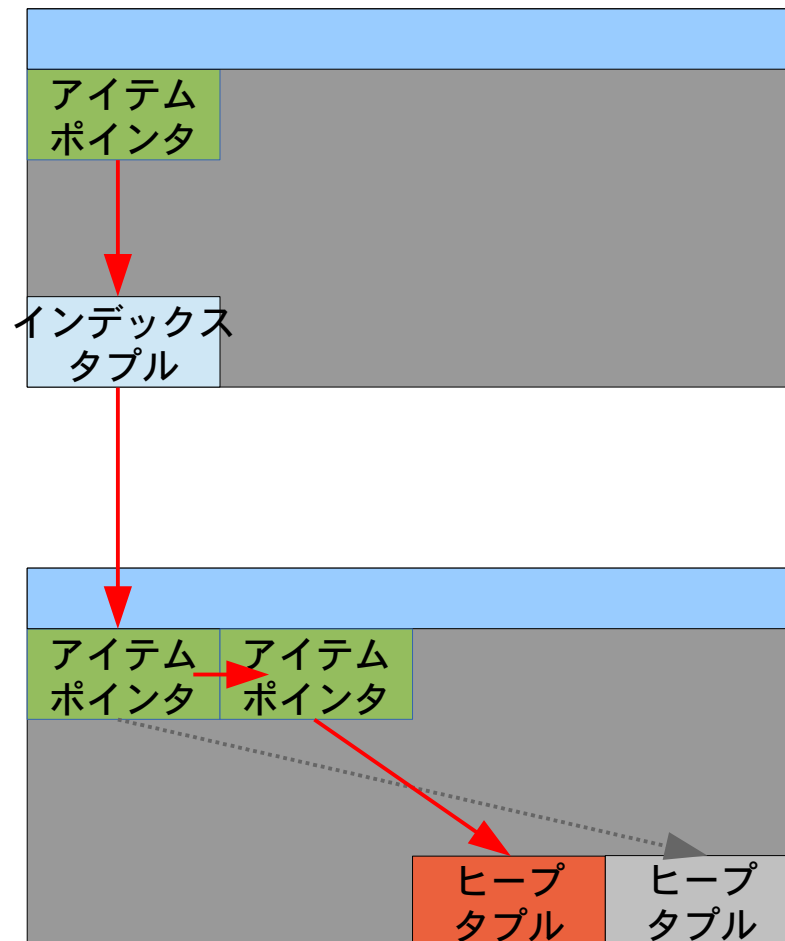 アイテム
ポインタ
インデックス
タプル
アイテム
ポインタ
アイテム
ポインタ
ヒープ
タプル
ヒープ
タプル